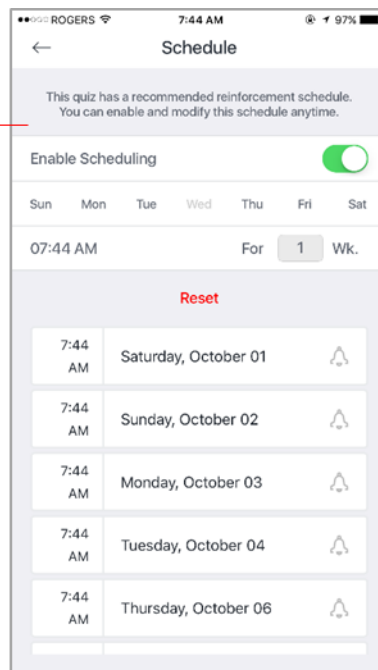 ROGERS 7:44 AM 97%
Schedule
This quiz has a recommended reinforcement schedule.
You can enable and modify this schedule anytime.
Enable Scheduling
Sun Mon Tue Wed Thu Fri Sat
07:44 AM For 1 Wk.
Reset
7:44
AM
Saturday, October 01
7:44
AM
Sunday, October 02
7:44
AM
Monday, October 03
7:44
AM
Tuesday, October 04
7:44
AM
Thursday, October 06